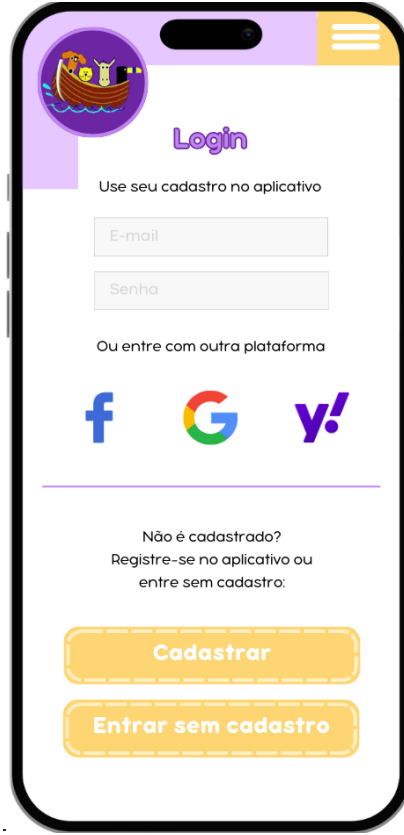 Login
Use seu cadastro no aplicativo
E-mail
Senha
Ou entre com outra plataforma
f G y!
Não é cadastrado?
Registre-se no aplicativo ou
entre sem cadastro:
Cadastrar
Entrar sem cadastro